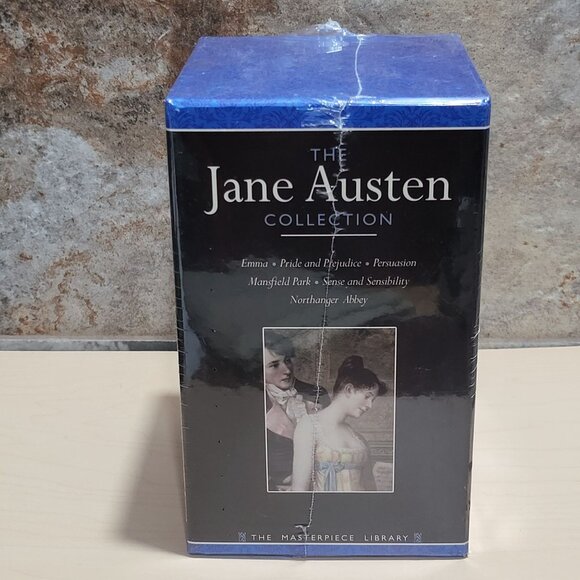 THE
Jane Austen
COLLECTION
Emma • Pride and Prejudice • Persuasion
Mansfield Park • Sense and Sensibility
Northanger Abbey
THE MASTERPIECE LIBRARY